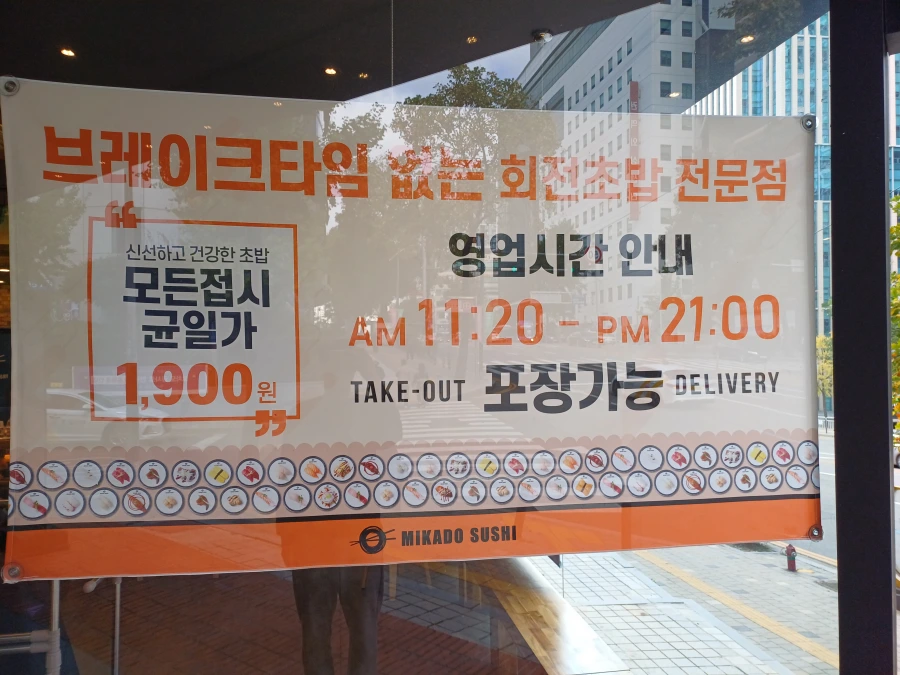 브레이크타임 없는 회전초밥 전문점
신선하고 건강한 초밥
모든접시
균일가
1,900원
영업시간 안내
AM 11:20 - PM 21:00
TAKE-OUT 포장가능 DELIVERY
MIKADO SUSHI